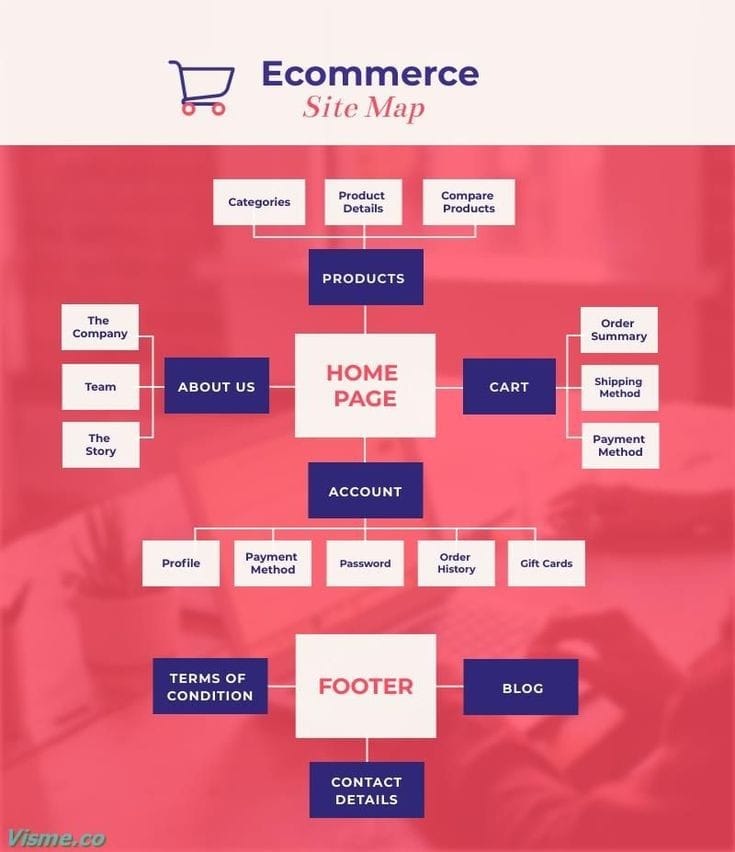 Ecommerce
Site Map
Categories
Product
Details
Compare
Products
PRODUCTS
The
Company
Team
The
Story
ABOUT US
HOME
PAGE
CART
Order
Summary
Shipping
Method
Payment
Method
ACCOUNT
Profile
Payment
Method
Password
Order
History
Gift Cards
TERMS OF
CONDITION
FOOTER
BLOG
CONTACT
DETAILS
Visme.co